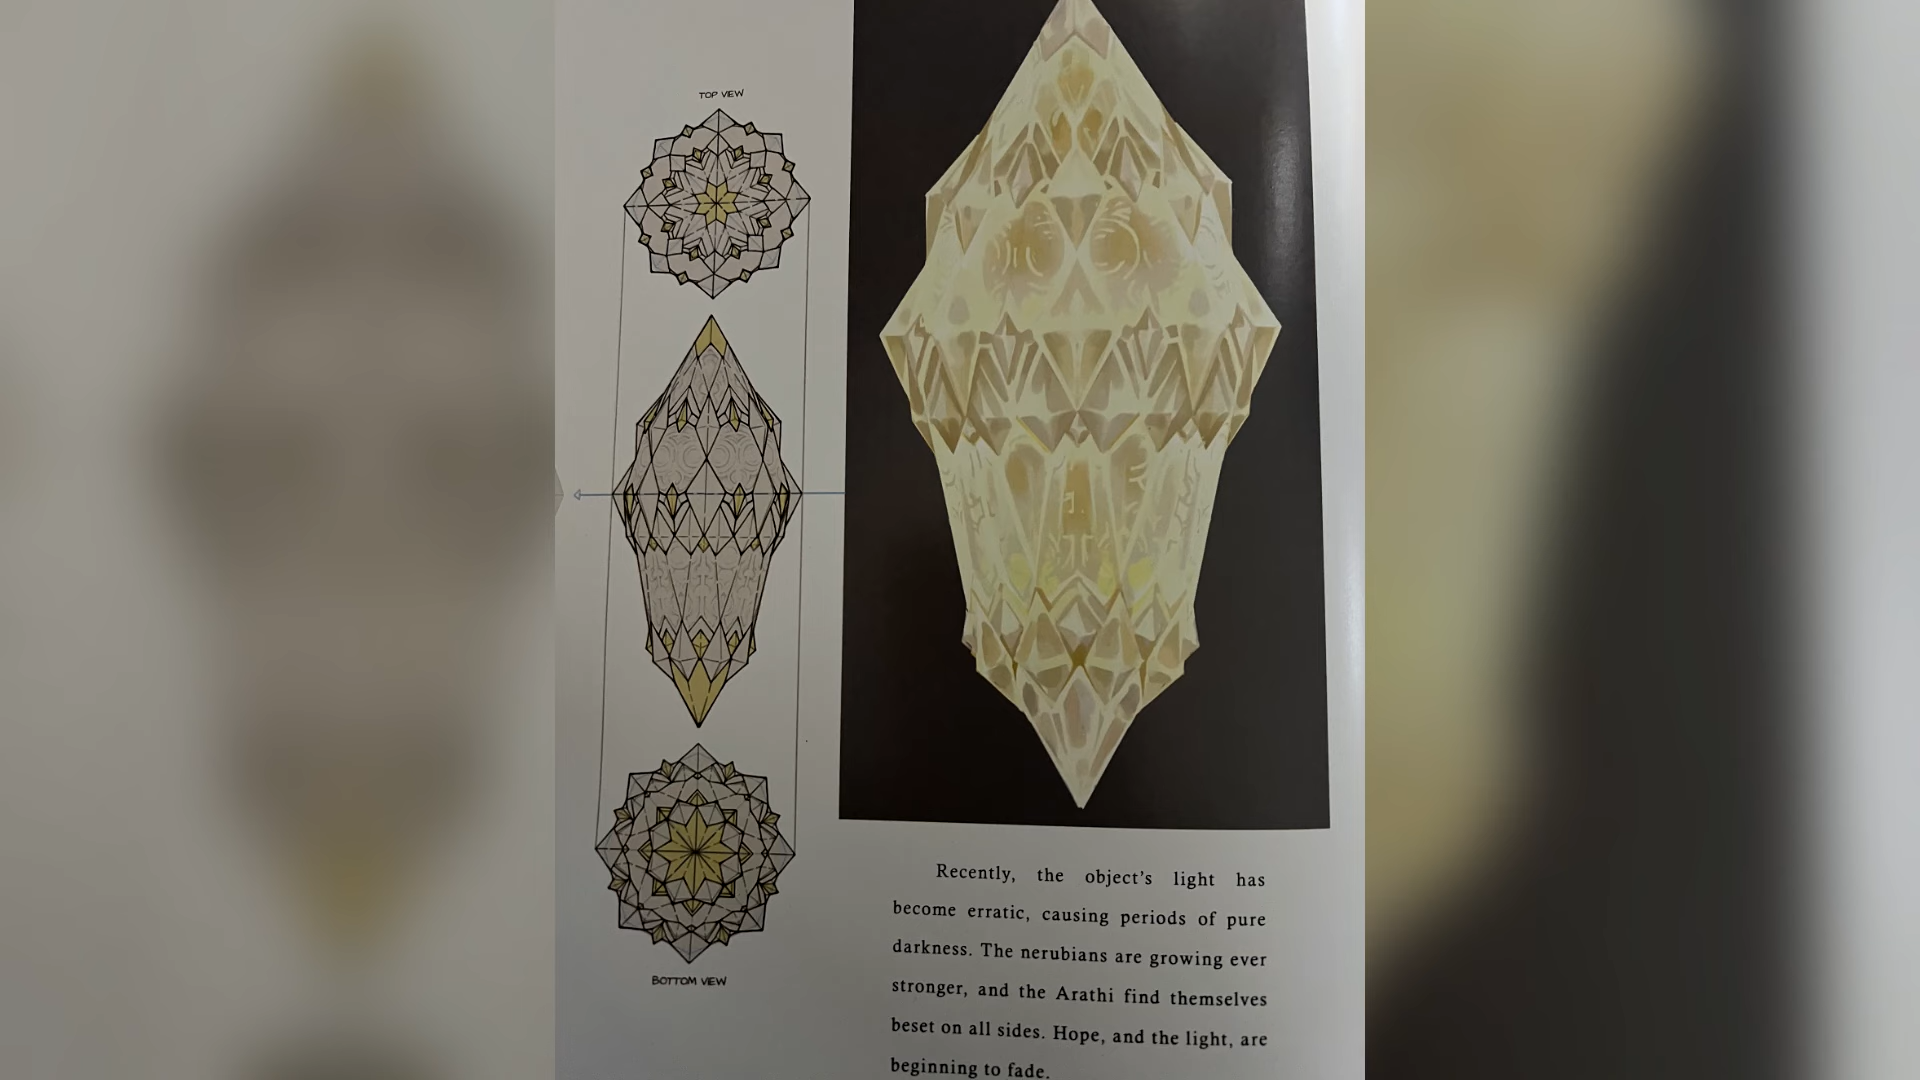 TOP VIEW
BOTTOM VIEW
Recently, the object's light has
become erratic, causing periods of pure
darkness. The nerubians are growing ever
stronger, and the Arathi find themselves
beset on all sides. Hope, and the light, are
beginning to fade.